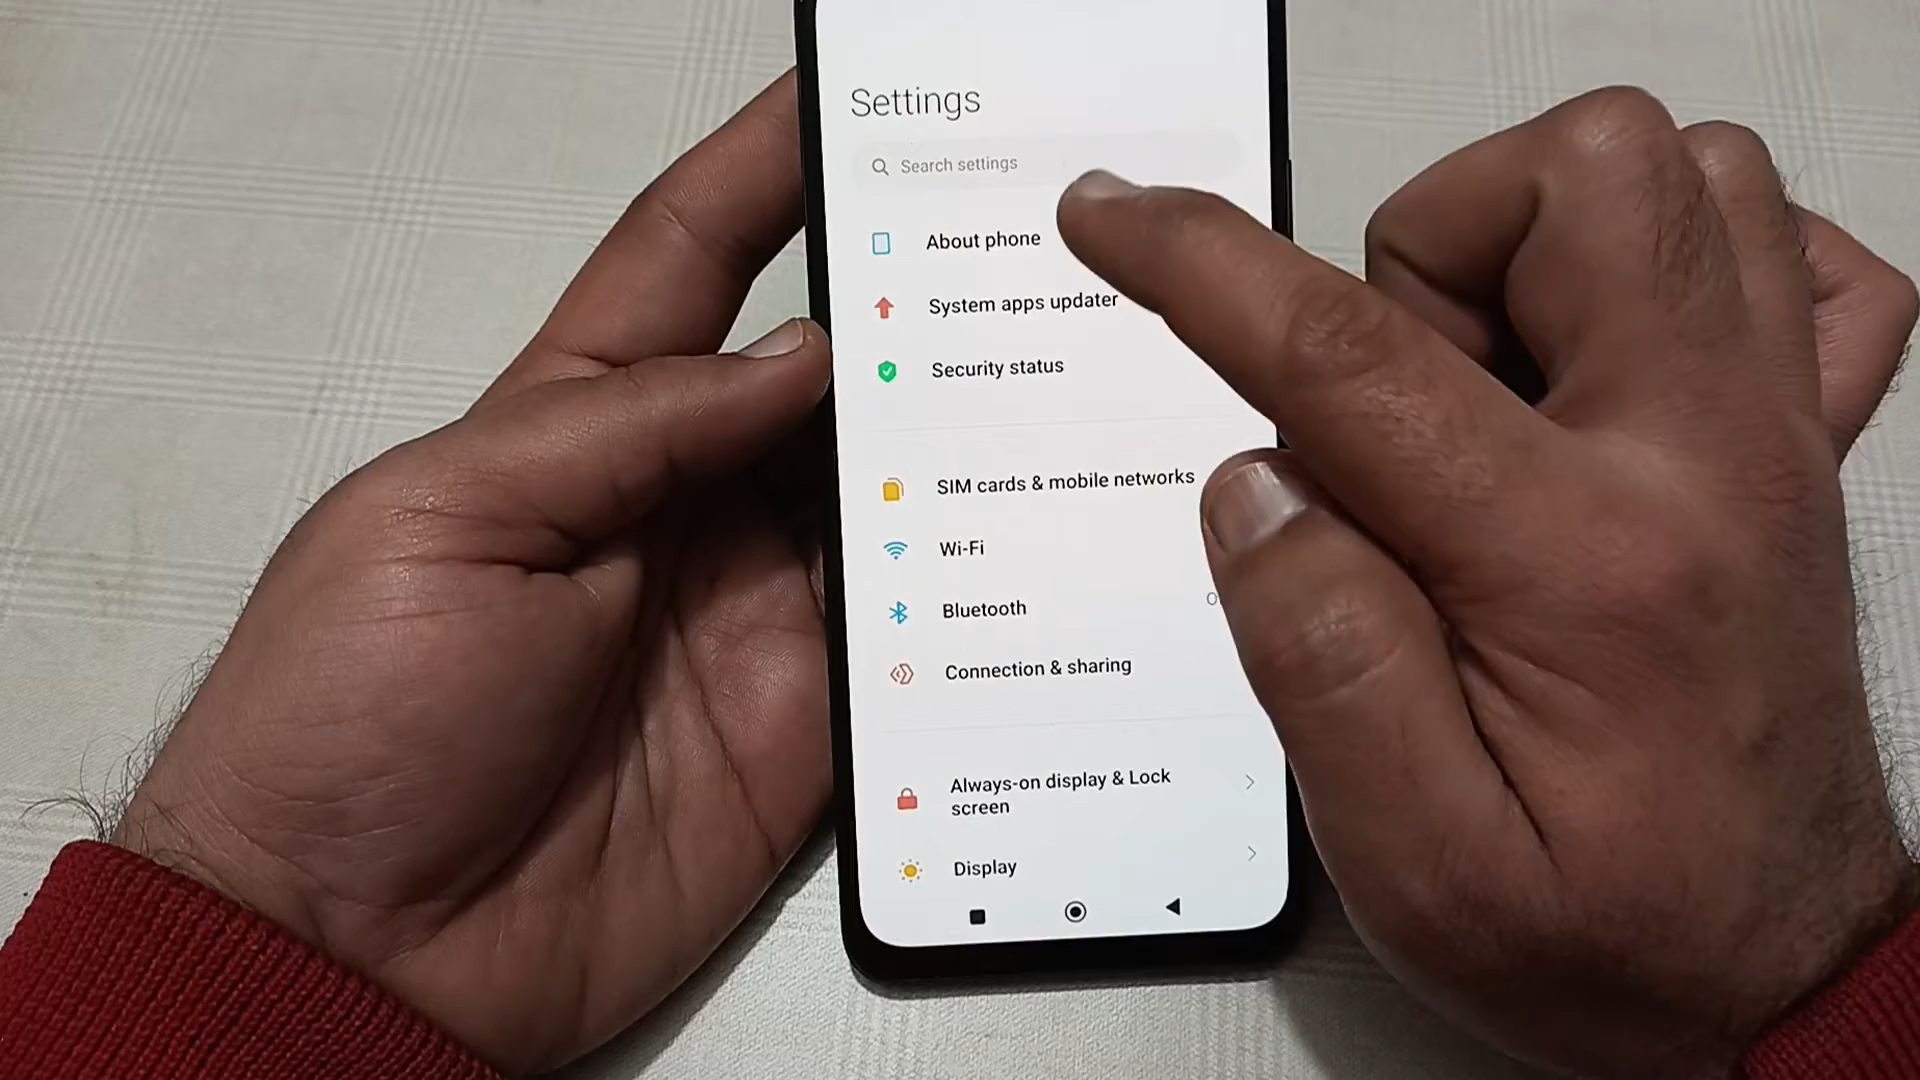 Settings
Search settings
About phone
System apps updater
Security status
SIM cards & mobile networks
Wi-Fi
Bluetooth
Connection & sharing
Always-on display & Lock
screen
Display